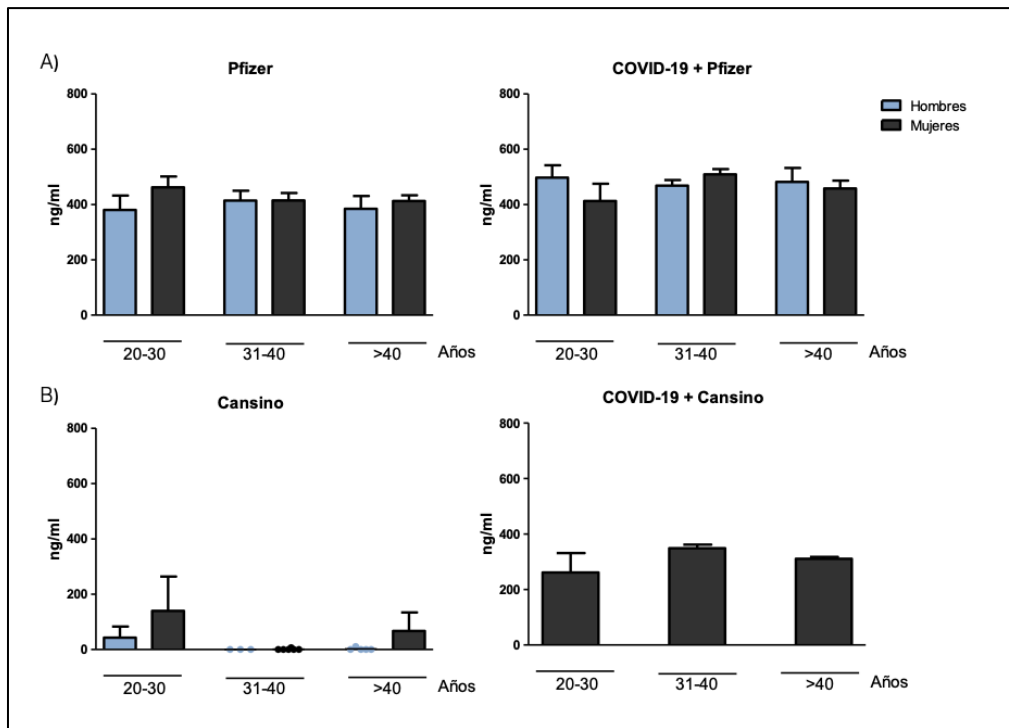 A)
Pfizer
800
600
400
200
0
ng/ml
20-30
31-40
>40
Años
COVID-19 + Pfizer
800
600
400
200
0
ng/ml
20-30
31-40
>40
Años
Hombres
Mujeres
B)
Cansino
800
600
400
200
0
ng/ml
20-30
31-40
>40
Años
COVID-19 + Cansino
800
600
400
200
0
ng/ml
20-30
31-40
>40
Años